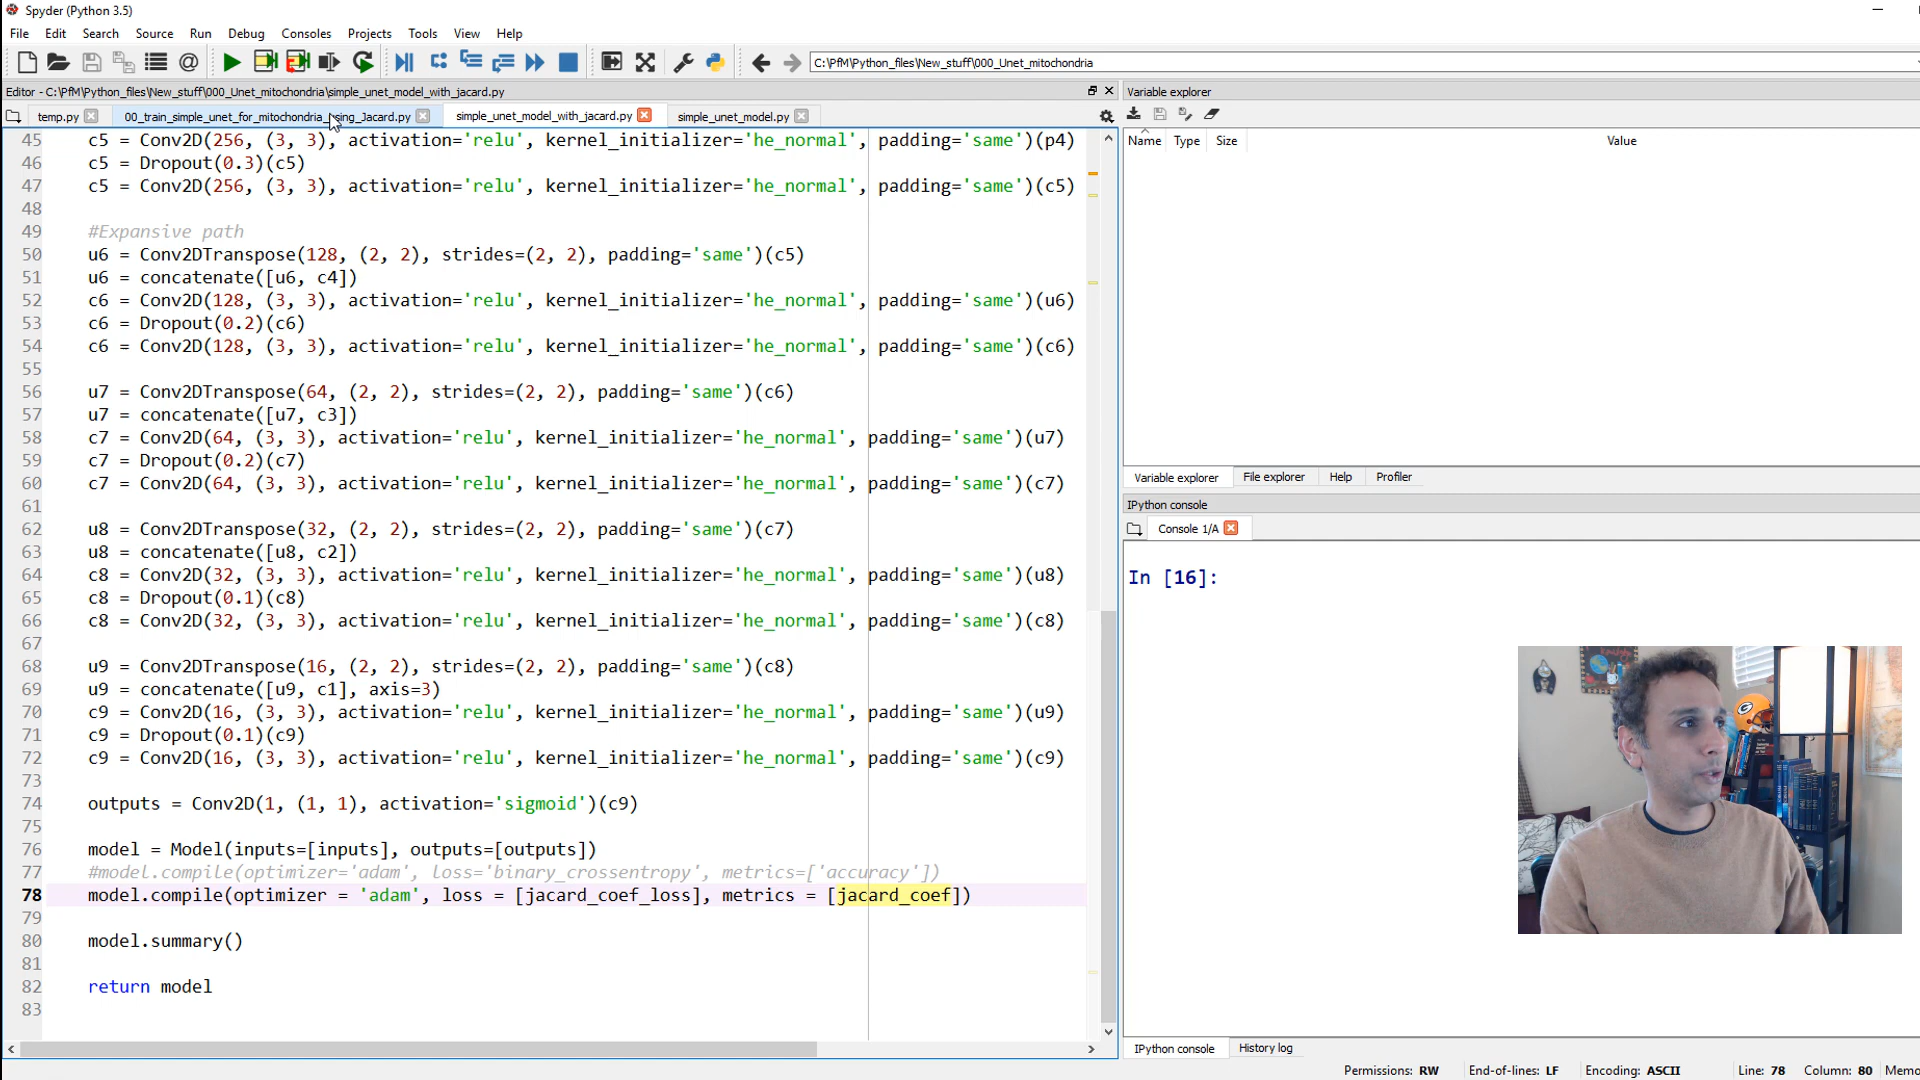 Spyder (Python 3.5)
File Edit Search Source Run Debug Consoles Projects Tools View Help
C:\PfM\Python_files\New_stuff\000_Unet_mitochondria
Editor - C:\PfM\Python_files\New_stuff\000_Unet_mitochondria\simple_unet_model_with_jacard.py
temp.py 00_train_simple_unet_for_mitochondria_using_Jacard.py simple_unet_model_with_jacard.py simple_unet_model.py
45 c5 = Conv2D(256, (3, 3), activation='relu', kernel_initializer='he_normal', padding='same')(p4)
46 c5 = Dropout(0.3)(c5)
47 c5 = Conv2D(256, (3, 3), activation='relu', kernel_initializer='he_normal', padding='same')(c5)
48
49 #Expansive path
50 u6 = Conv2DTranspose(128, (2, 2), strides=(2, 2), padding='same')(c5)
51 u6 = concatenate([u6, c4])
52 c6 = Conv2D(128, (3, 3), activation='relu', kernel_initializer='he_normal', padding='same')(u6)
53 c6 = Dropout(0.2)(c6)
54 c6 = Conv2D(128, (3, 3), activation='relu', kernel_initializer='he_normal', padding='same')(c6)
55
56 u7 = Conv2DTranspose(64, (2, 2), strides=(2, 2), padding='same')(c6)
57 u7 = concatenate([u7, c3])
58 c7 = Conv2D(64, (3, 3), activation='relu', kernel_initializer='he_normal', padding='same')(u7)
59 c7 = Dropout(0.2)(c7)
60 c7 = Conv2D(64, (3, 3), activation='relu', kernel_initializer='he_normal', padding='same')(c7)
61
62 u8 = Conv2DTranspose(32, (2, 2), strides=(2, 2), padding='same')(c7)
63 u8 = concatenate([u8, c2])
64 c8 = Conv2D(32, (3, 3), activation='relu', kernel_initializer='he_normal', padding='same')(u8)
65 c8 = Dropout(0.1)(c8)
66 c8 = Conv2D(32, (3, 3), activation='relu', kernel_initializer='he_normal', padding='same')(c8)
67
68 u9 = Conv2DTranspose(16, (2, 2), strides=(2, 2), padding='same')(c8)
69 u9 = concatenate([u9, c1], axis=3)
70 c9 = Conv2D(16, (3, 3), activation='relu', kernel_initializer='he_normal', padding='same')(u9)
71 c9 = Dropout(0.1)(c9)
72 c9 = Conv2D(16, (3, 3), activation='relu', kernel_initializer='he_normal', padding='same')(c9)
73
74 outputs = Conv2D(1, (1, 1), activation='sigmoid')(c9)
75
76 model = Model(inputs=[inputs], outputs=[outputs])
77 #model.compile(optimizer='adam', loss='binary_crossentropy', metrics=['accuracy'])
78 model.compile(optimizer = 'adam', loss = [jacard_coef_loss], metrics = [jacard_coef])
79
80 model.summary()
81
82 return model
83
Variable explorer
Name Type Size Value
Variable explorer File explorer Help Profiler
IPython console
Console 1/A
In [16]:
IPython console History log
Permissions: RW End-of-lines: LF Encoding: ASCII Line: 78 Column: 80 Memo